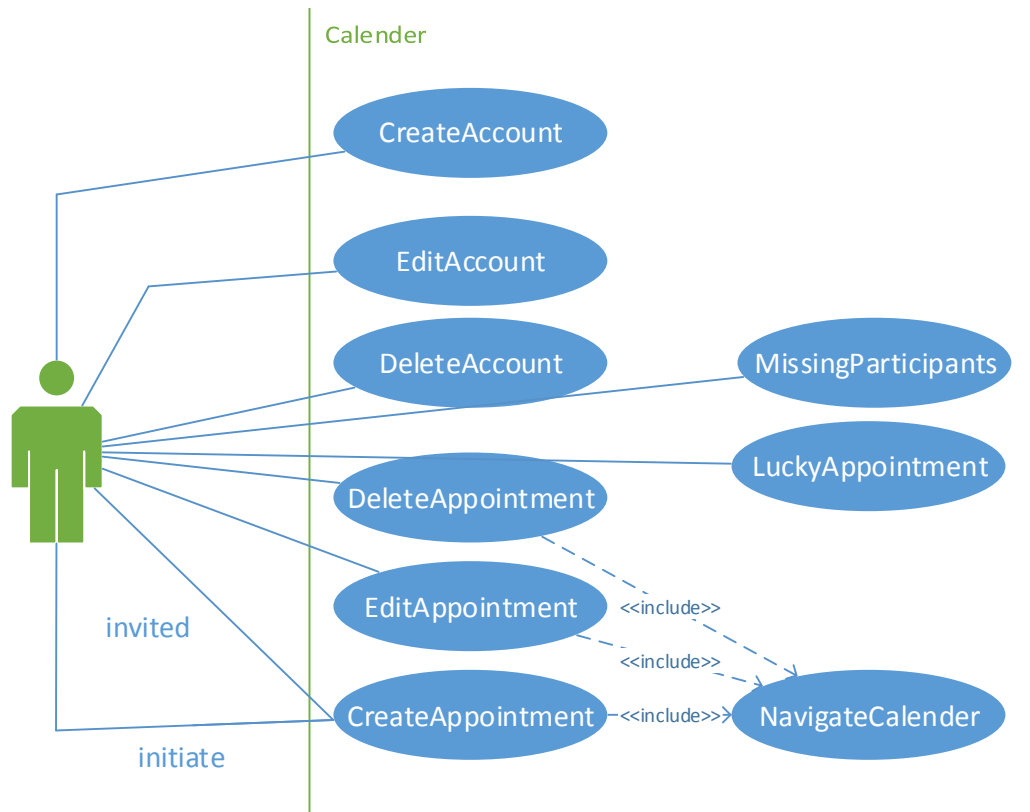 Calender
CreateAccount
EditAccount
DeleteAccount
MissingParticipants
LuckyAppointment
DeleteAppointment
EditAppointment
<<include>>
invited
<<include>>
CreateAppointment
<<include>>
NavigateCalender
initiate